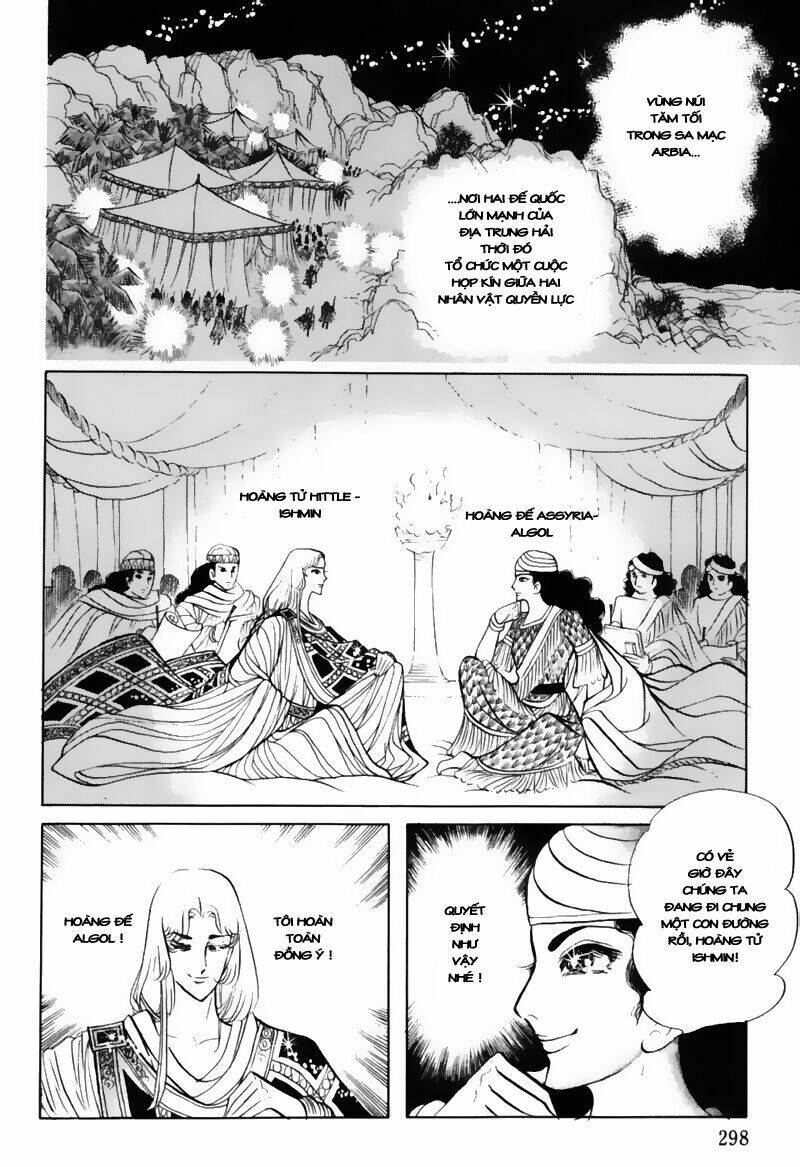 VÙNG NÚI
TĂM TỐI
TRONG SA MẠC
ARBIA...
....NƠI HAI ĐẾ QUỐC
LỚN MẠNH CỦA
ĐỊA TRUNG HẢI
THỜI ĐÓ
TỔ CHỨC MỘT CUỘC
HỌP KÍN GIỮA HAI
NHÂN VẬT QUYỀN LỰC
HOÀNG TỬ HITTLE -
ISHMIN
HOÀNG ĐẾ ASSYRIA-
ALGOL
CÓ VẺ
GIỜ ĐÂY
CHÚNG TA
ĐANG ĐI CHUNG
MỘT CON ĐƯỜNG
RỒI, HOÀNG TỬ
ISHMIN!
QUYẾT
ĐỊNH
NHƯ
VẬY
NHÉ !
TÔI HOÀN
TOÀN
ĐỒNG Ý !
HOÀNG ĐẾ
ALGOL !
298